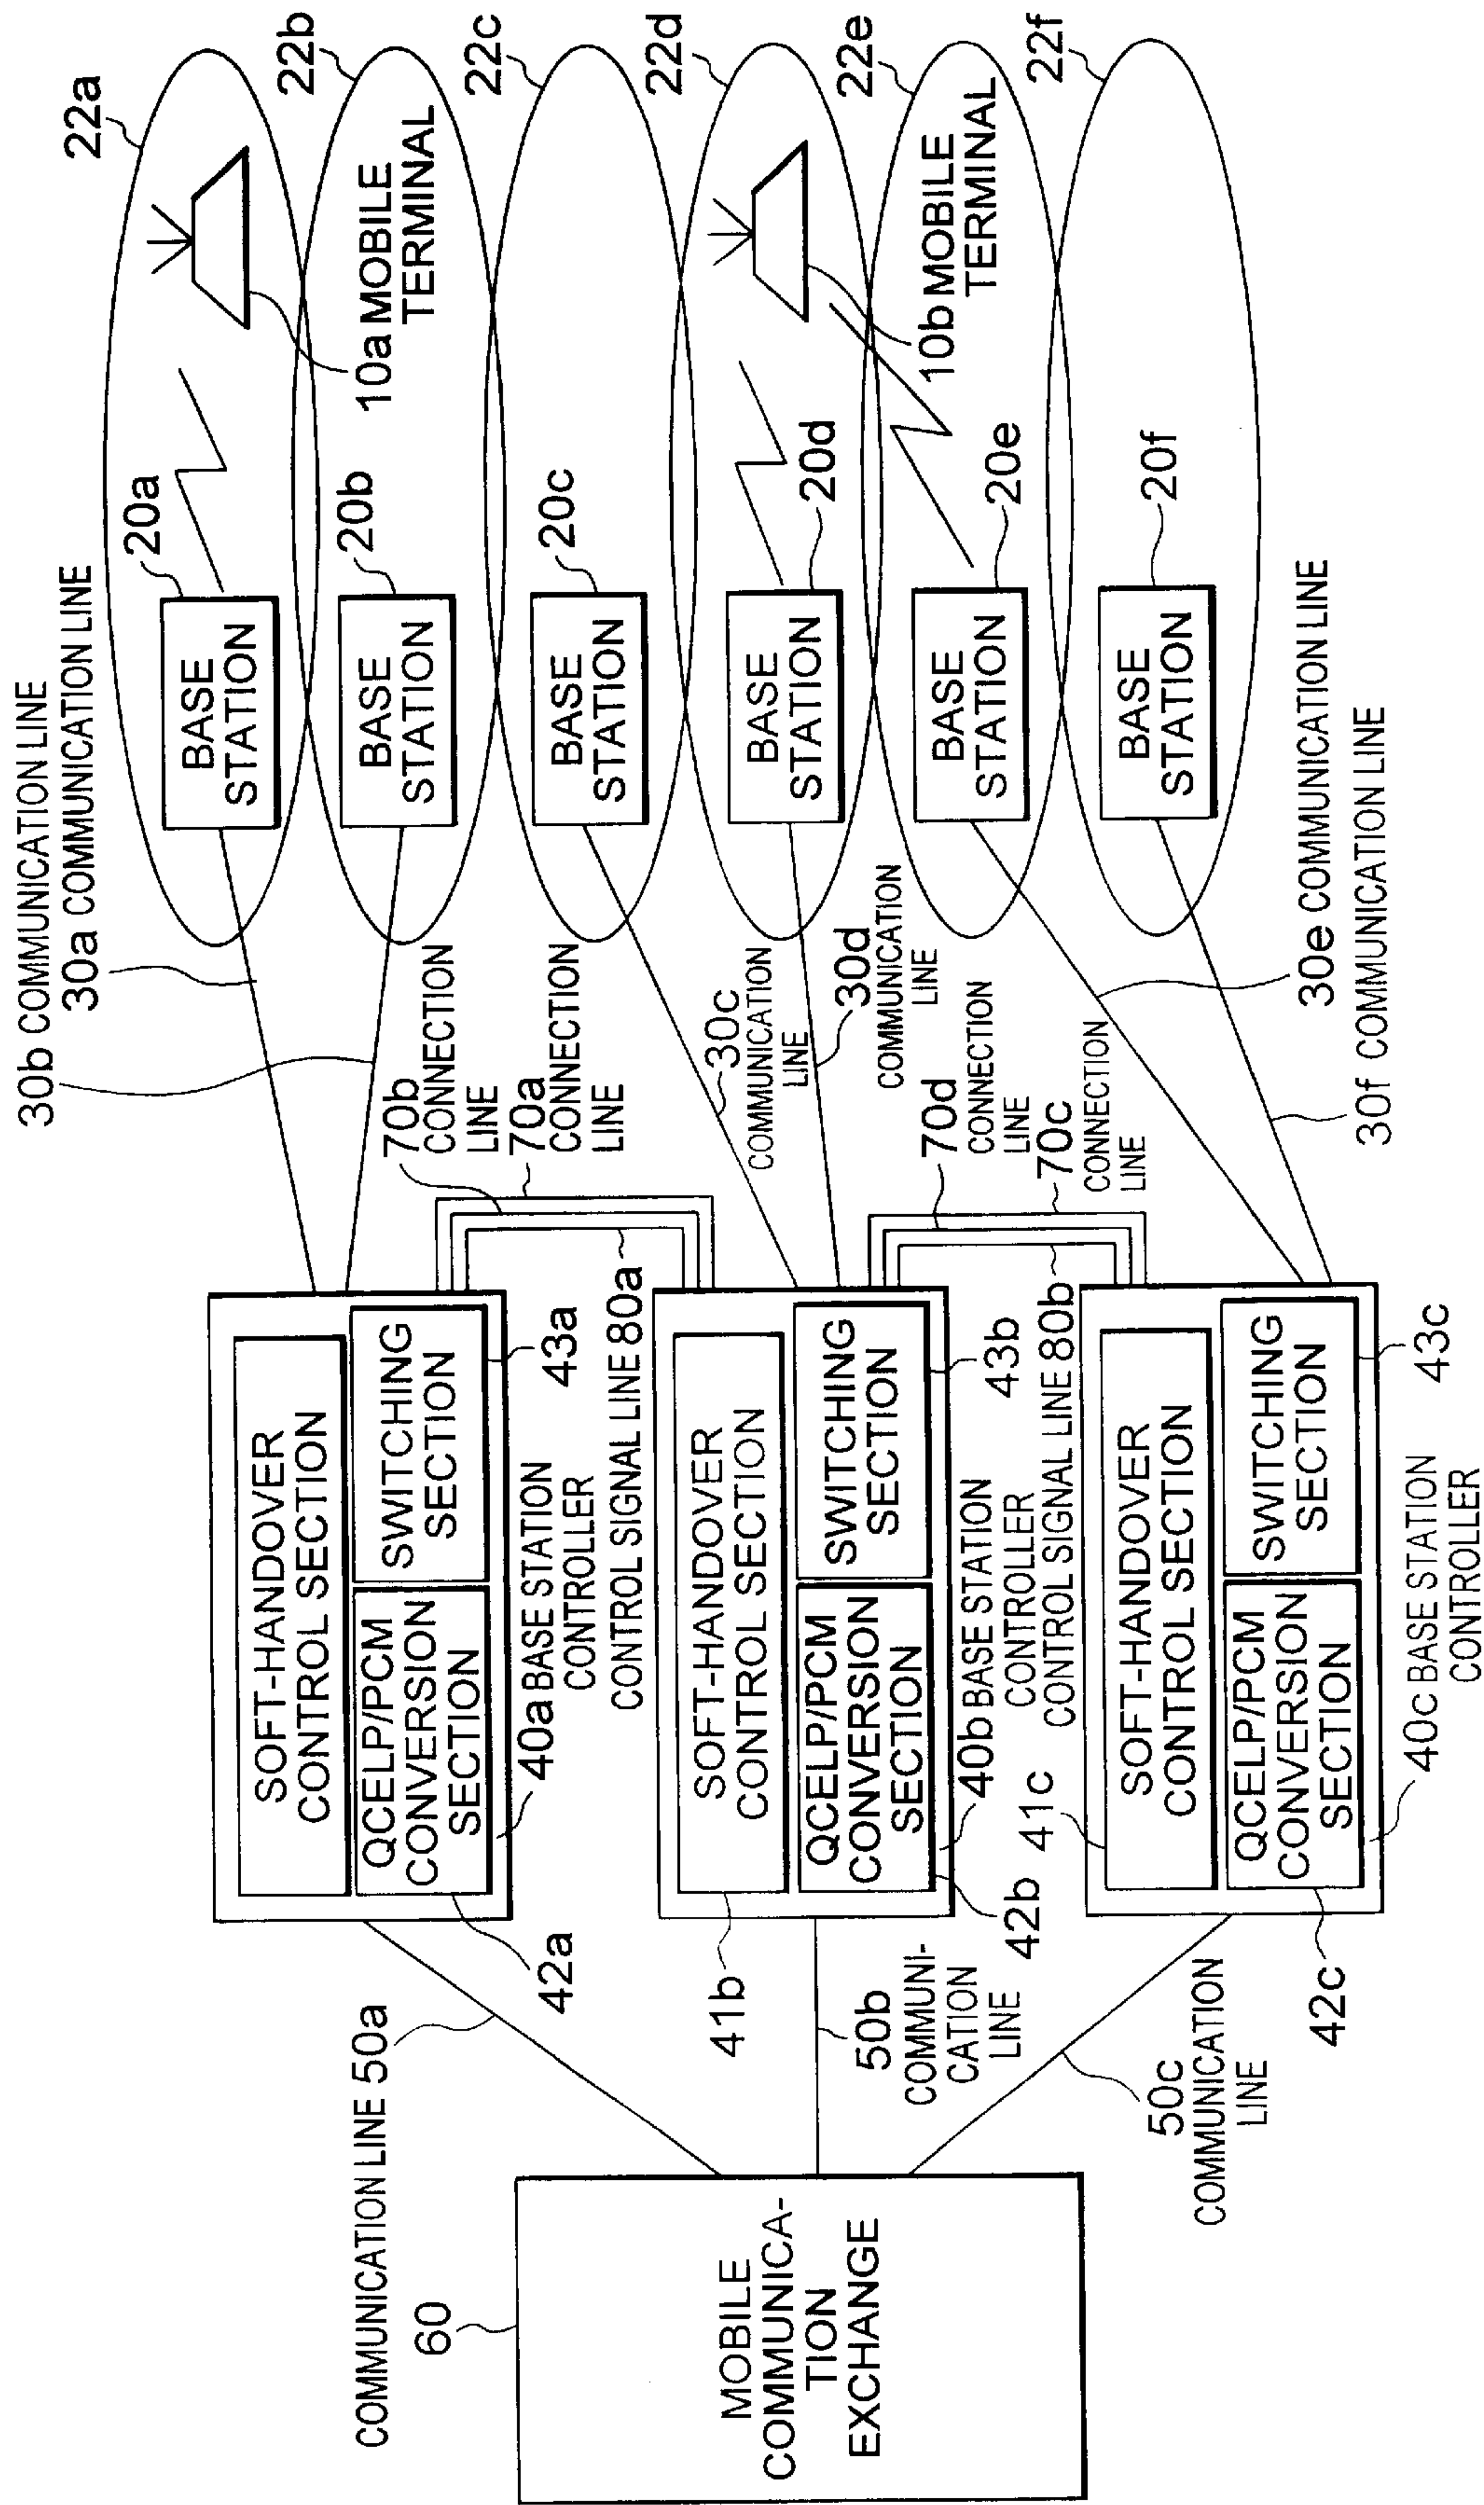 22a
22b
22c
22d
22e
22f
10a MOBILE
TERMINAL
10b MOBILE
TERMINAL
20a
20b
20c
20d
20e
20f
BASE
STATION
BASE
STATION
BASE
STATION
BASE
STATION
BASE
STATION
BASE
STATION
30b COMMUNICATION LINE
30a COMMUNICATION LINE
30c
COMMUNICATION
LINE
30d
COMMUNICATION
LINE
30e COMMUNICATION LINE
30f COMMUNICATION LINE
70b
CONNECTION
LINE
70a
CONNECTION
LINE
70d
CONNECTION
LINE
70c
CONNECTION
LINE
SOFT-HANDOVER
CONTROL SECTION
QCELP/PCM
CONVERSION
SECTION
SWITCHING
SECTION
43a
42a
40a BASE STATION
CONTROLLER
CONTROL SIGNAL LINE 80a
SOFT-HANDOVER
CONTROL SECTION
QCELP/PCM
CONVERSION
SECTION
SWITCHING
SECTION
43b
41b
42b
40b BASE STATION
CONTROLLER
CONTROL SIGNAL LINE 80b
41c
SOFT-HANDOVER
CONTROL SECTION
QCELP/PCM
CONVERSION
SECTION
SWITCHING
SECTION
43c
42c
40c BASE STATION
CONTROLLER
COMMUNICATION LINE 50a
50b
COMMUNI-
CATION
LINE
50c
COMMUNICATION
LINE
60
MOBILE
COMMUNICA-
TION
EXCHANGE